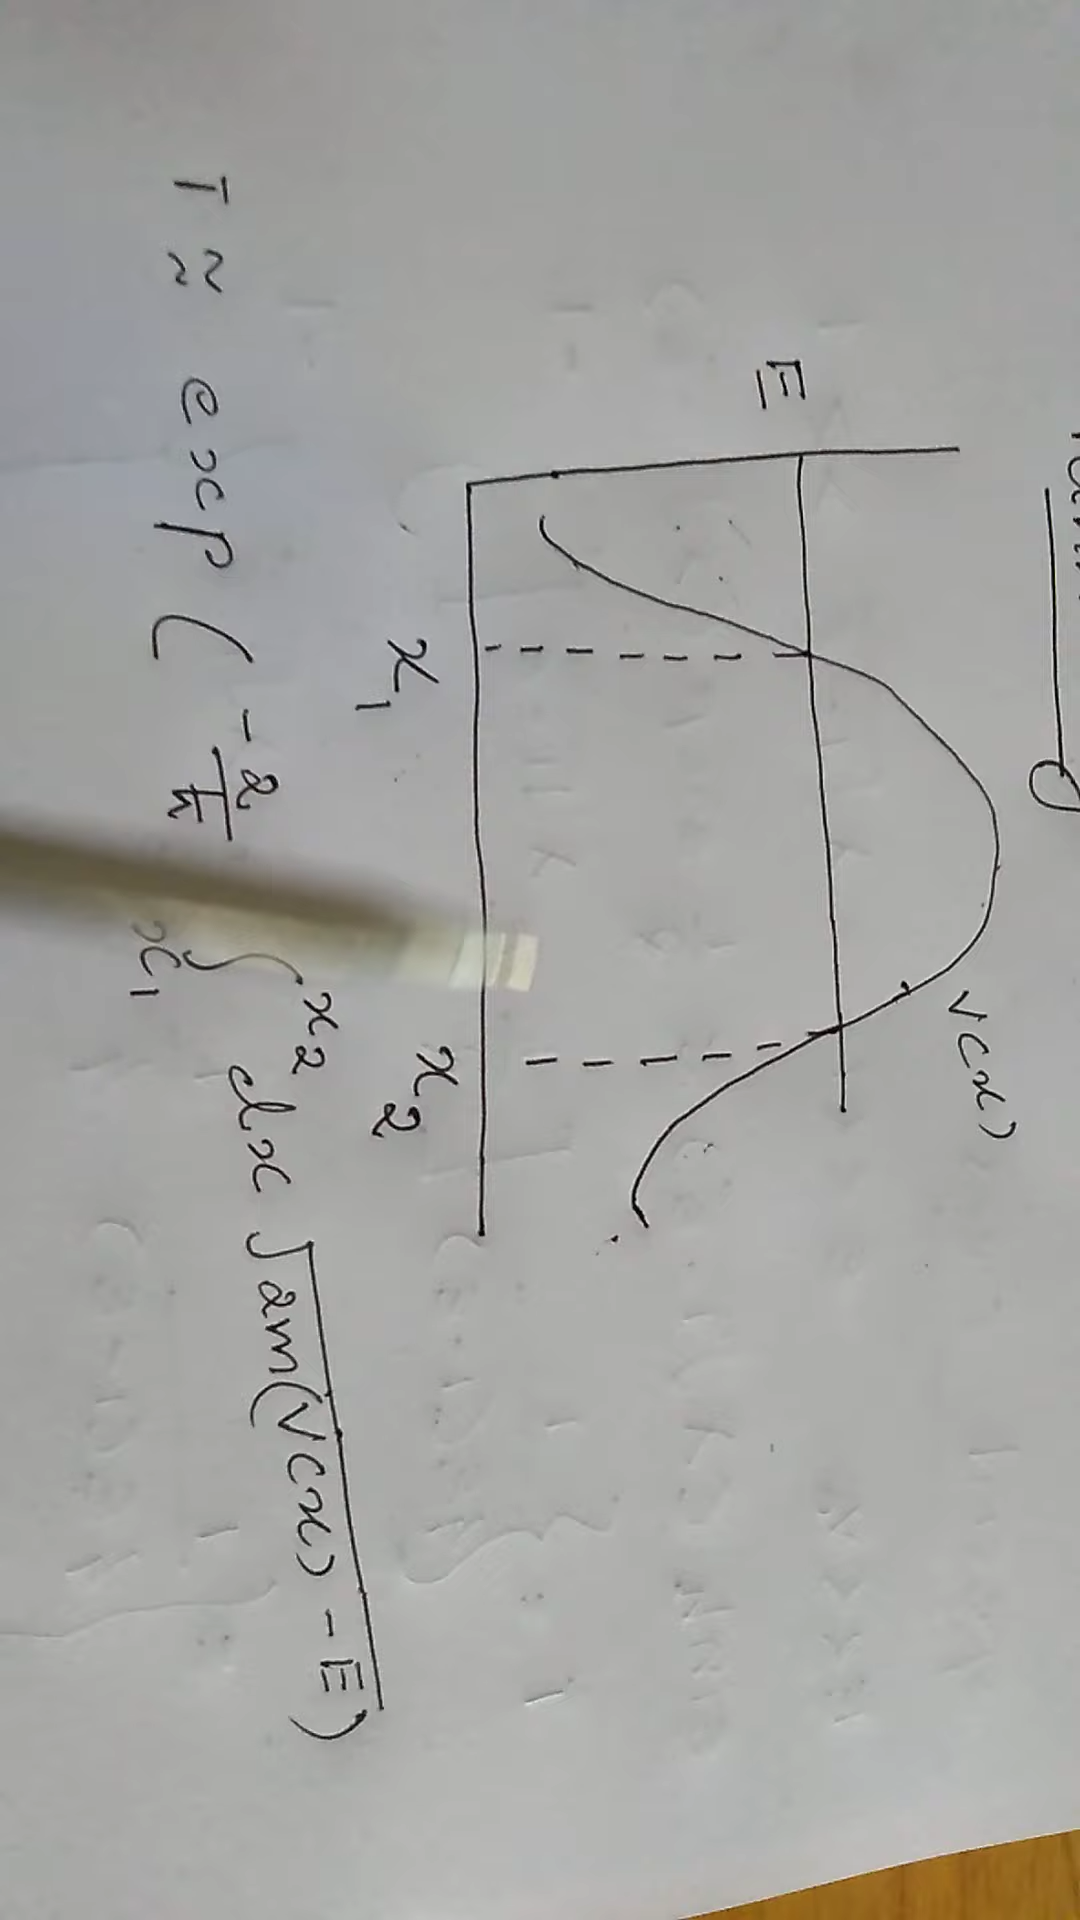 E
V(x)
x₁ x₂
T ≈ exp(-2/ħ ∫x₁^x₂ dx √2m(V(x) - E)